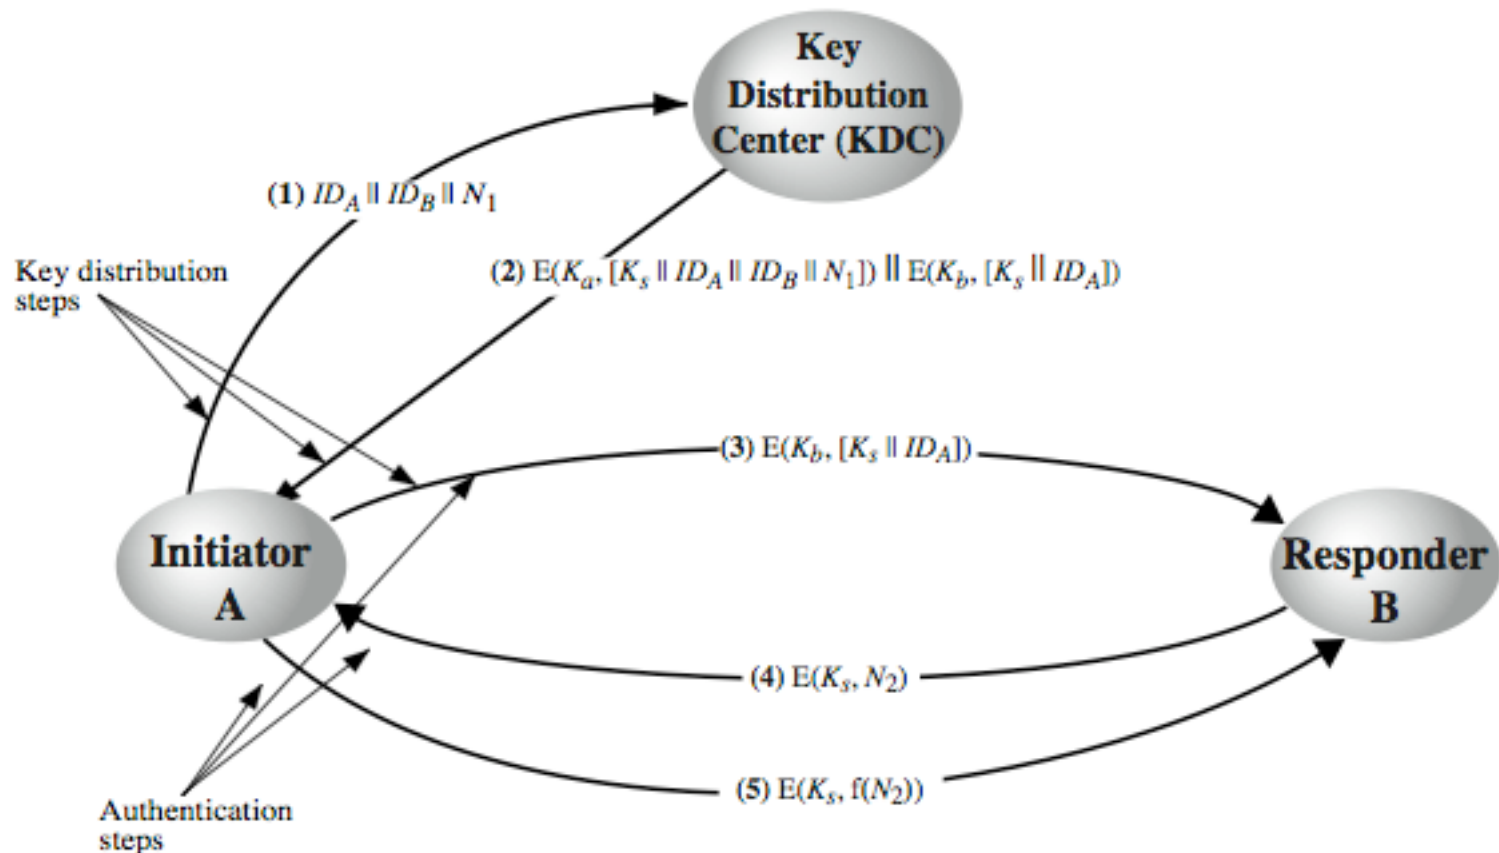 Key
Distribution
Center (KDC)
(1) ID_A || ID_B || N_1
Key distribution
steps
(2) E(K_a, [K_s || ID_A || ID_B || N_1]) || E(K_b, [K_s || ID_A])
(3) E(K_b, [K_s || ID_A])
Initiator
A
Responder
B
(4) E(K_s, N_2)
(5) E(K_s, f(N_2))
Authentication
steps